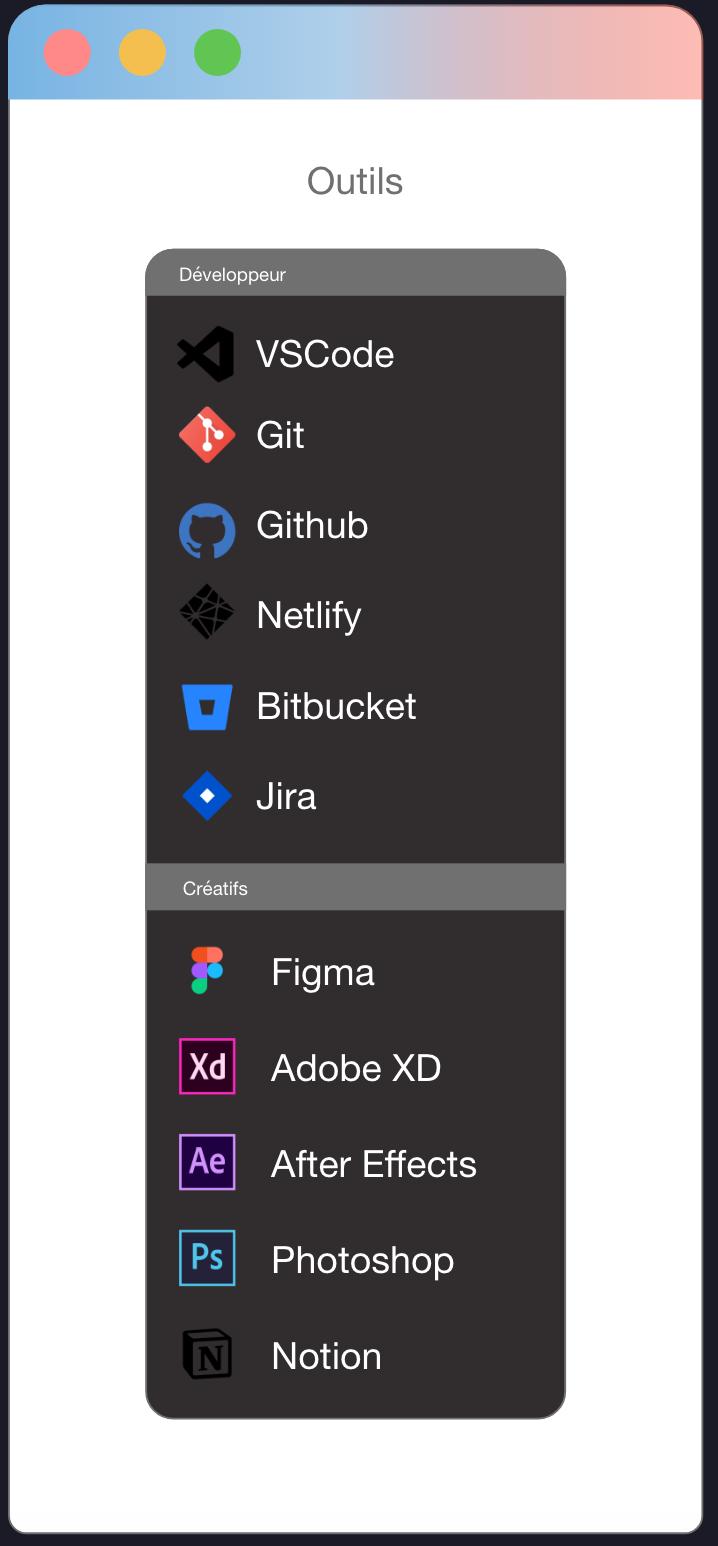 Outils
Développeur
VSCode
Git
Github
Netlify
Bitbucket
Jira
Créatifs
Figma
Xd Adobe XD
Ae After Effects
Ps Photoshop
N Notion